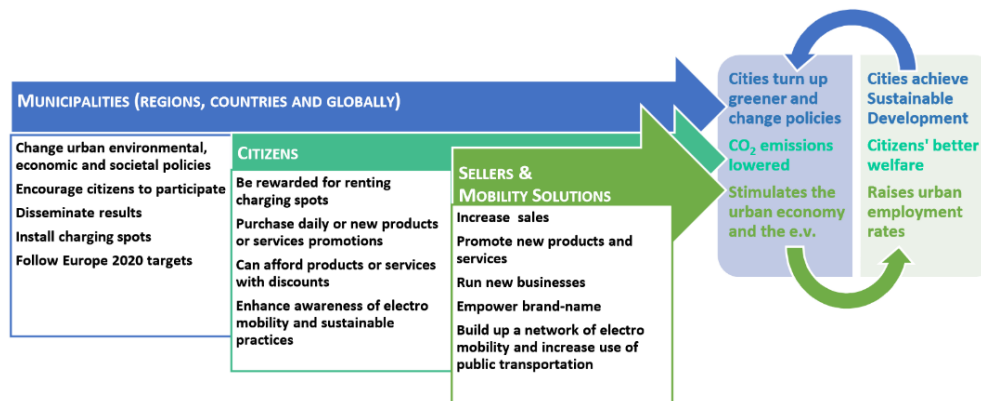 MUNICIPALITIES (REGIONS, COUNTRIES AND GLOBALLY)
Change urban environmental,
economic and societal policies
Encourage citizens to participate
Disseminate results
Install charging spots
Follow Europe 2020 targets
CITIZENS
Be rewarded for renting
charging spots
Purchase daily or new products
or services promotions
Can afford products or services
with discounts
Enhance awareness of electro
mobility and sustainable
practices
SELLERS &
MOBILITY SOLUTIONS
Increase sales
Promote new products and
services
Run new businesses
Empower brand-name
Build up a network of electro
mobility and increase use of
public transportation
Cities turn up
greener and
change policies
CO₂ emissions
lowered
Stimulates the
urban economy
and the e.v.
Cities achieve
Sustainable
Development
Citizens' better
welfare
Raises urban
employment
rates